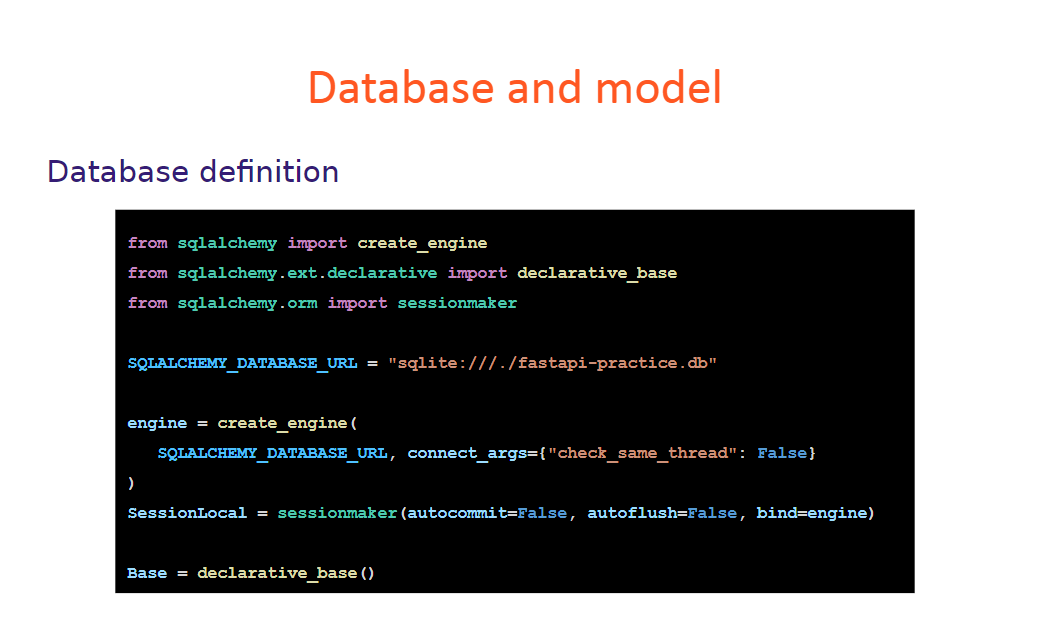 Database and model
Database definition
from sqlalchemy import create_engine
from sqlalchemy.ext.declarative import declarative_base
from sqlalchemy.orm import sessionmaker
SQLALCHEMY_DATABASE_URL = "sqlite:///./fastapi-practice.db"
engine = create_engine(
   SQLALCHEMY_DATABASE_URL, connect_args={"check_same_thread": False}
)
SessionLocal = sessionmaker(autocommit=False, autoflush=False, bind=engine)
Base = declarative_base()